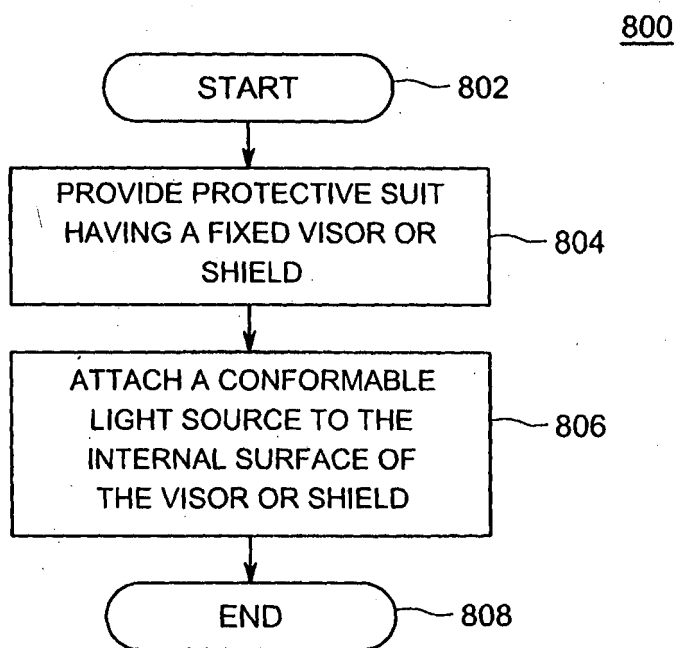 800
START
802
PROVIDE PROTECTIVE SUIT
HAVING A FIXED VISOR OR
SHIELD
804
ATTACH A CONFORMABLE
LIGHT SOURCE TO THE
INTERNAL SURFACE OF
THE VISOR OR SHIELD
806
END
808